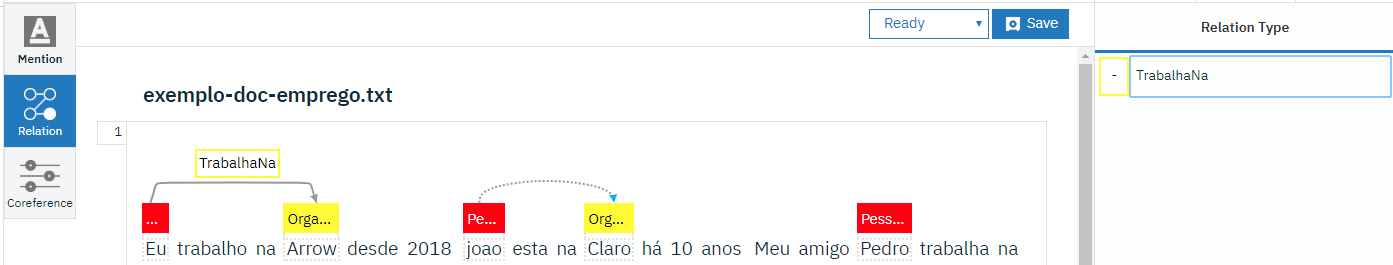 Ready
Save
Relation Type
A
Mention
Relation
Coreference
- TrabalhaNa
exemplo-doc-emprego.txt
1
TrabalhaNa
... Orga... Pe... Org... Pess...
Eu trabalho na Arrow desde 2018 joao esta na Claro há 10 anos Meu amigo Pedro trabalha na